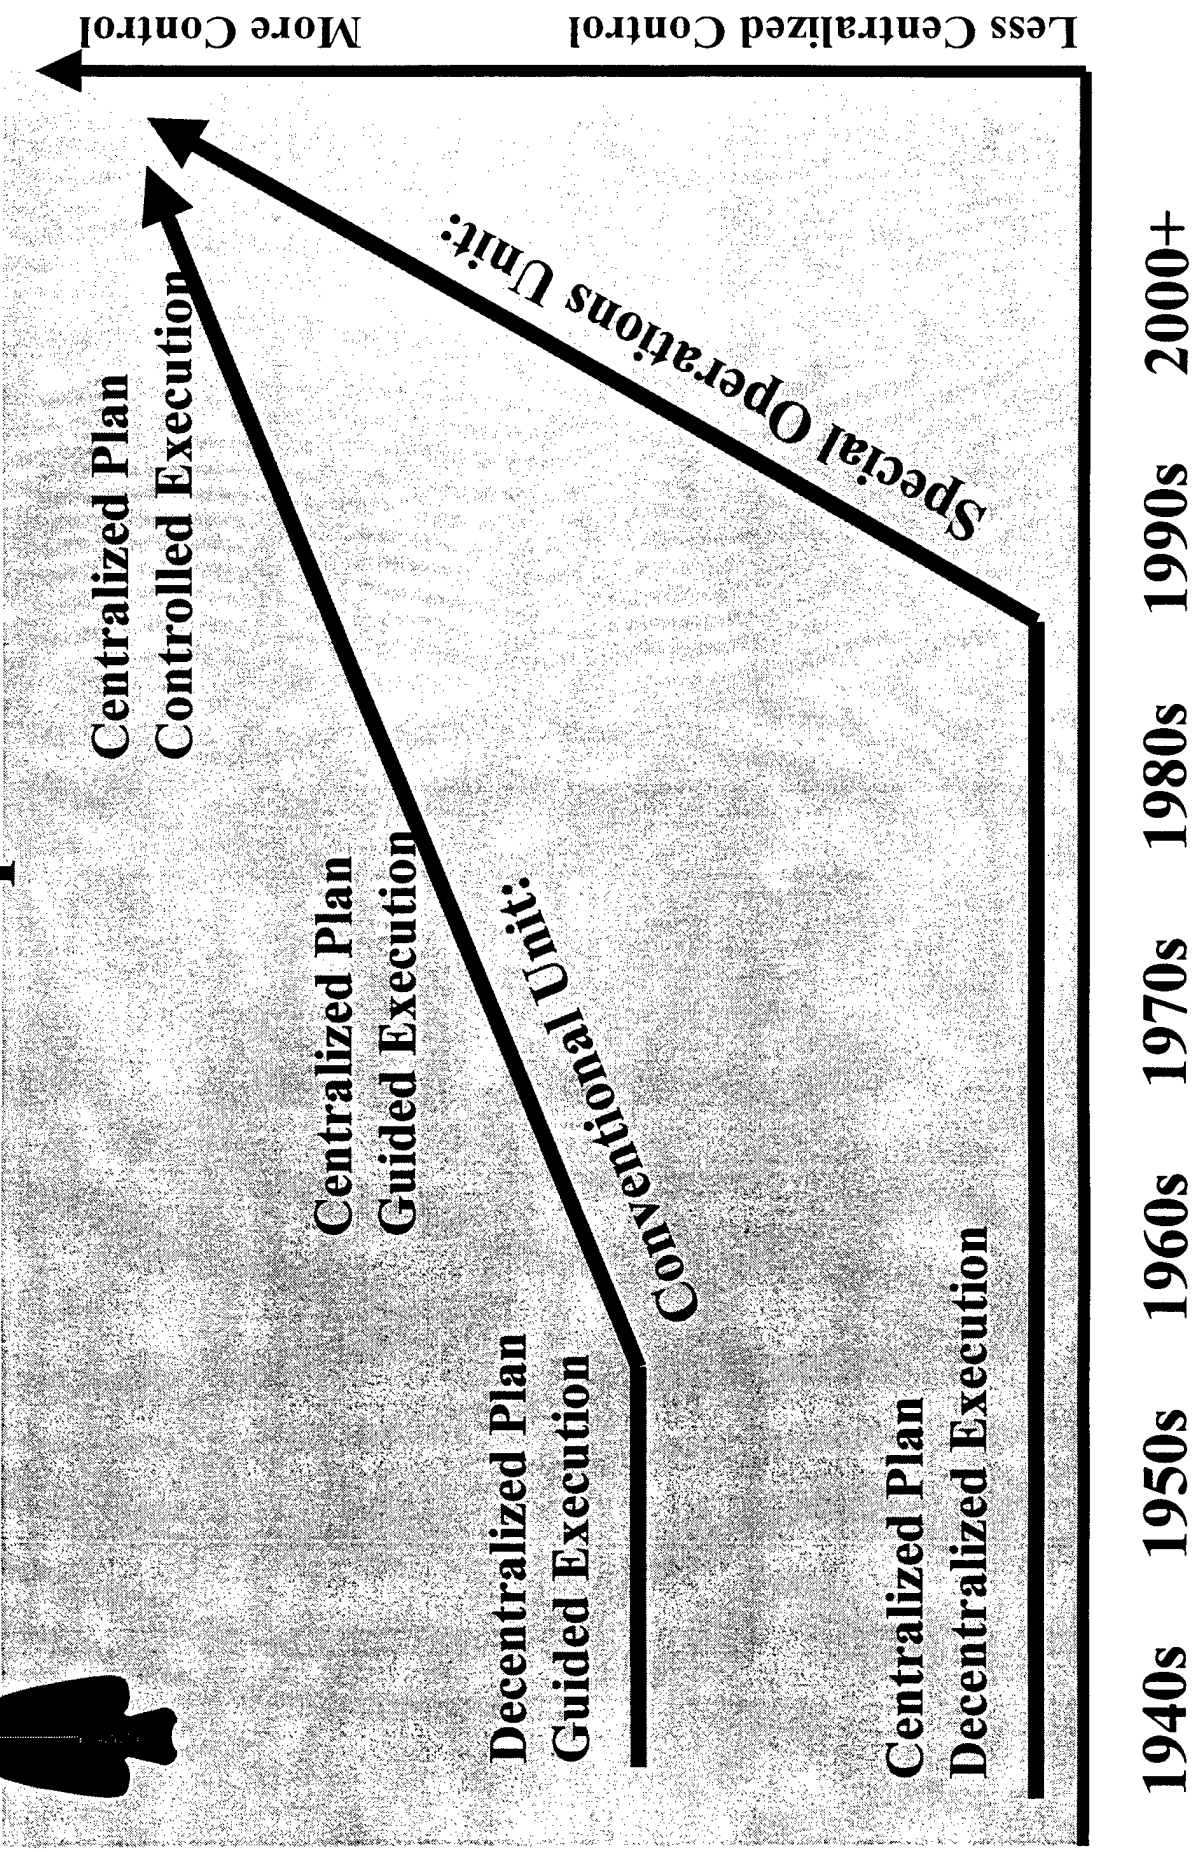 Centralized Plan
Controlled Execution
Centralized Plan
Guided Execution
Decentralized Plan
Guided Execution
Conventional Unit:
Special Operations Unit:
Centralized Plan
Decentralized Execution
More Control
Less Centralized Control
1940s 1950s 1960s 1970s 1980s 1990s 2000+